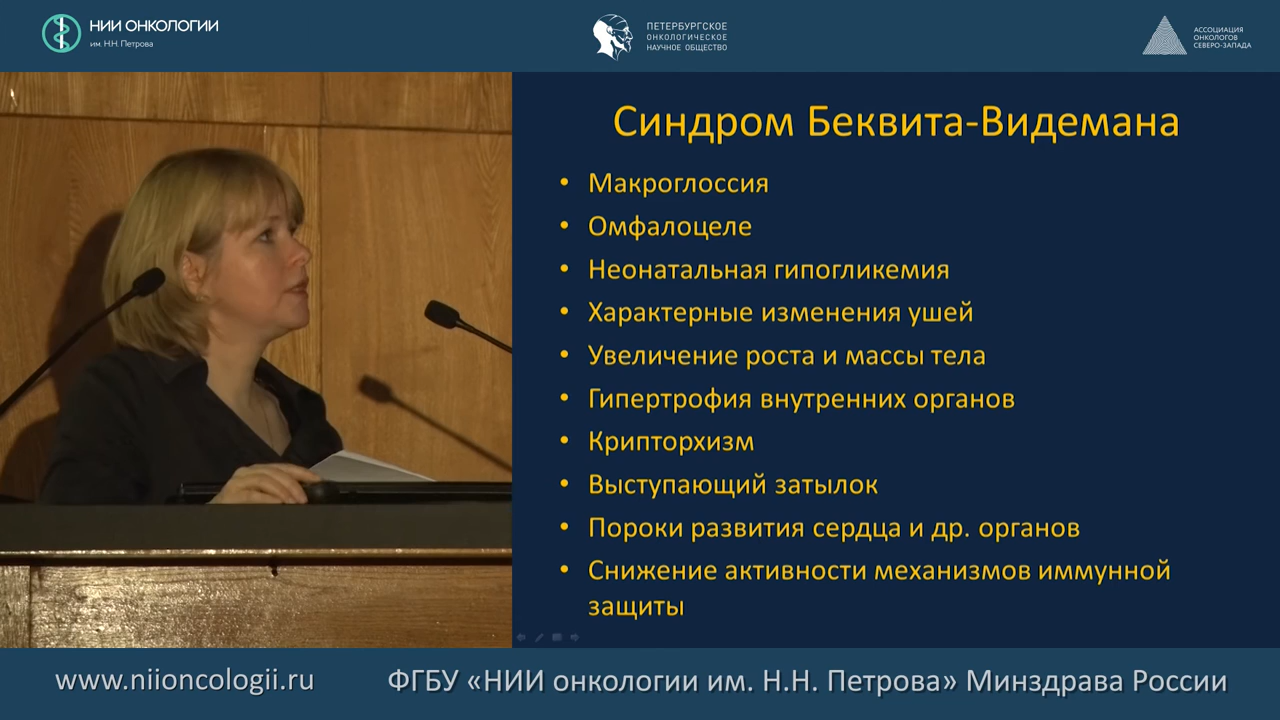 НИИ ОНКОЛОГИИ
им. Н.Н. Петрова
ПЕТЕРБУРГСКОЕ
ОНКОЛОГИЧЕСКОЕ
НАУЧНОЕ ОБЩЕСТВО
АССОЦИАЦИЯ
ОНКОЛОГОВ
СЕВЕРО-ЗАПАДА
Синдром Беквита-Видемана
• Макроглоссия
• Омфалоцеле
• Неонатальная гипогликемия
• Характерные изменения ушей
• Увеличение роста и массы тела
• Гипертрофия внутренних органов
• Крипторхизм
• Выступающий затылок
• Пороки развития сердца и др. органов
• Снижение активности механизмов иммунной
защиты
www.niioncologii.ru
ФГБУ «НИИ онкологии им. Н.Н. Петрова» Минздрава России